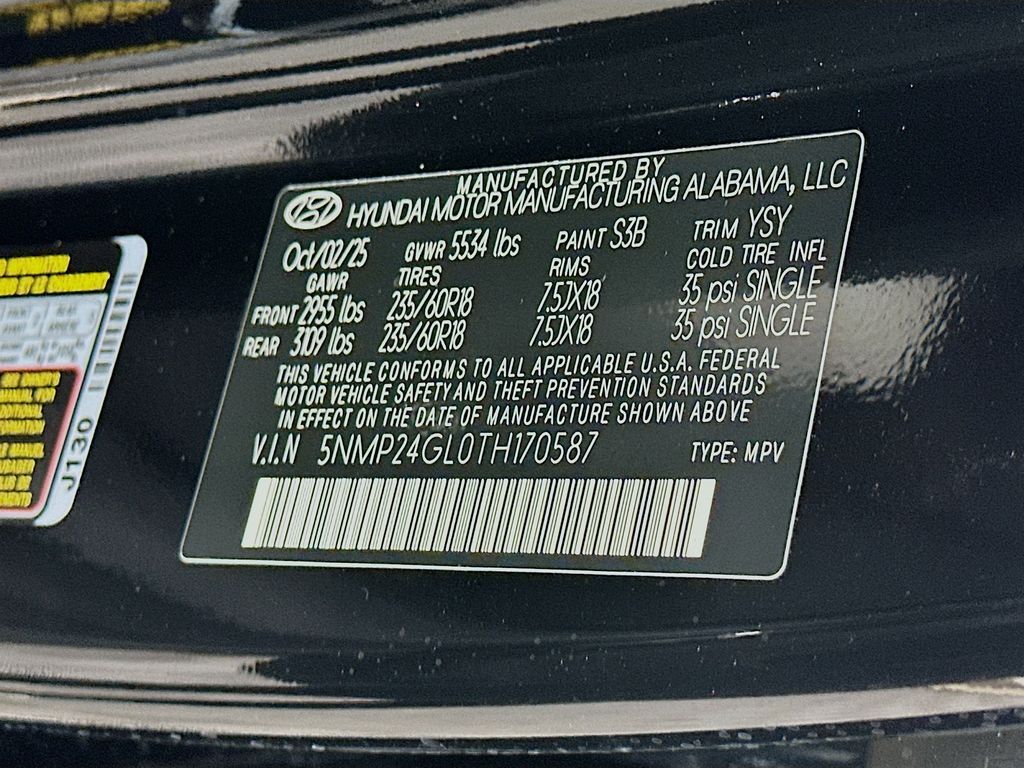 MANUFACTURED BY
HYUNDAI MOTOR MANUFACTURING ALABAMA, LLC
Oct/02/25 GVWR 5534 lbs PAINT S3B TRIM YSY
GAWR TIRES RIMS COLD TIRE INFL
FRONT 2955 lbs 235/60R18 7.5JX18 35 psi SINGLE
REAR 3109 lbs 235/60R18 7.5JX18 35 psi SINGLE
THIS VEHICLE CONFORMS TO ALL APPLICABLE U.S.A. FEDERAL
MOTOR VEHICLE SAFETY AND THEFT PREVENTION STANDARDS
IN EFFECT ON THE DATE OF MANUFACTURE SHOWN ABOVE
V.I.N 5NMP24GL0TH170587 TYPE: MPV
J130
MANUAL